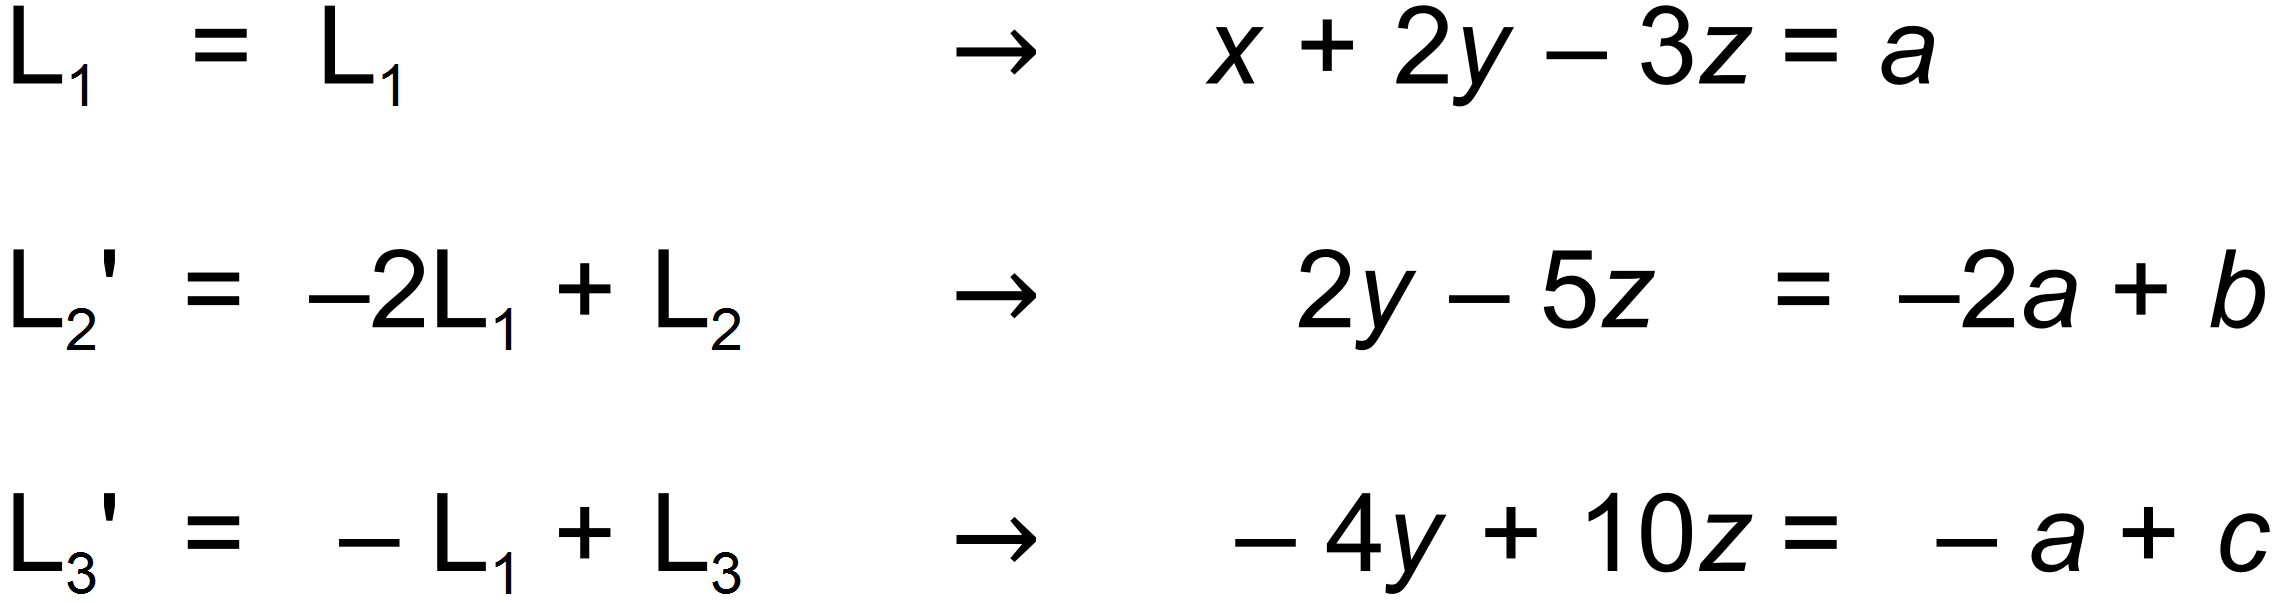 L₁ = L₁ → x + 2y – 3z = a
L₂' = –2L₁ + L₂ → 2y – 5z = –2a + b
L₃' = – L₁ + L₃ → – 4y + 10z = – a + c